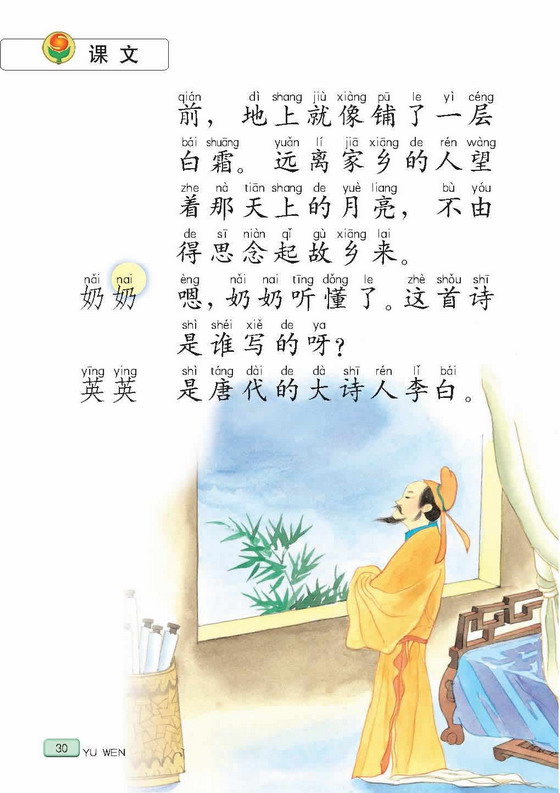 课文
qián dì shang jiù xiàng pū le yì céng
前，地上就像铺了一层
bái shuāng yuǎn lí jiā xiāng de rén wàng
白霜。远离家乡的人望
zhe nà tiān shang de yuè liang bù yóu
着那天上的月亮，不由
de sī niàn qǐ gù xiāng lai
得思念起故乡来。
nǎi nai èng nǎi nai tīng dǒng le zhè shǒu shī
奶奶 嗯，奶奶听懂了。这首诗
shì shéi xiě de ya
是谁写的呀？
yīng ying shì táng dài de dà shī rén lǐ bái
英英 是唐代的大诗人李白。
30 YU WEN